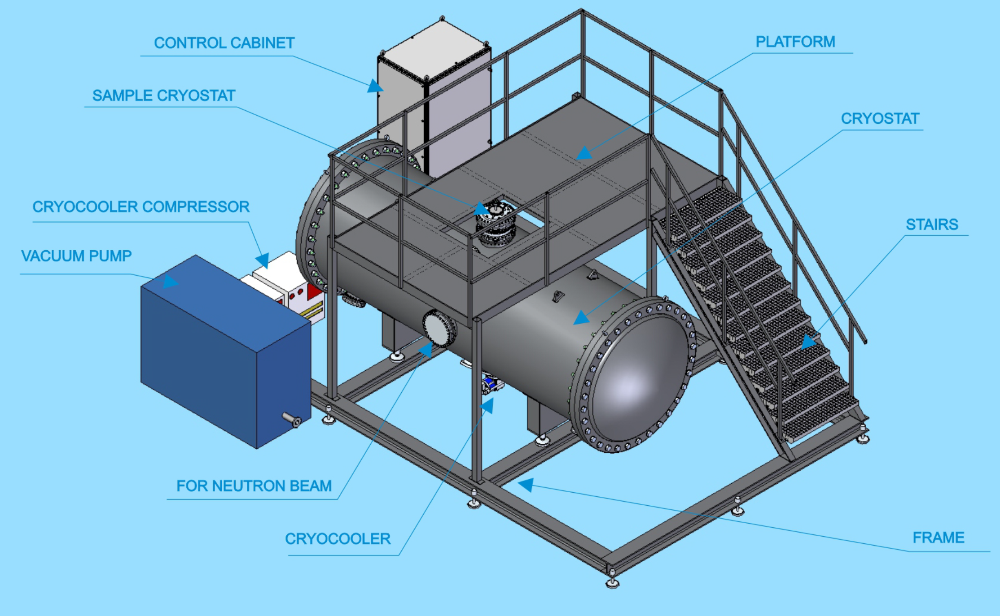 CONTROL CABINET
PLATFORM
SAMPLE CRYOSTAT
CRYOSTAT
CRYOCOOLER COMPRESSOR
STAIRS
VACUUM PUMP
FOR NEUTRON BEAM
CRYOCOOLER
FRAME